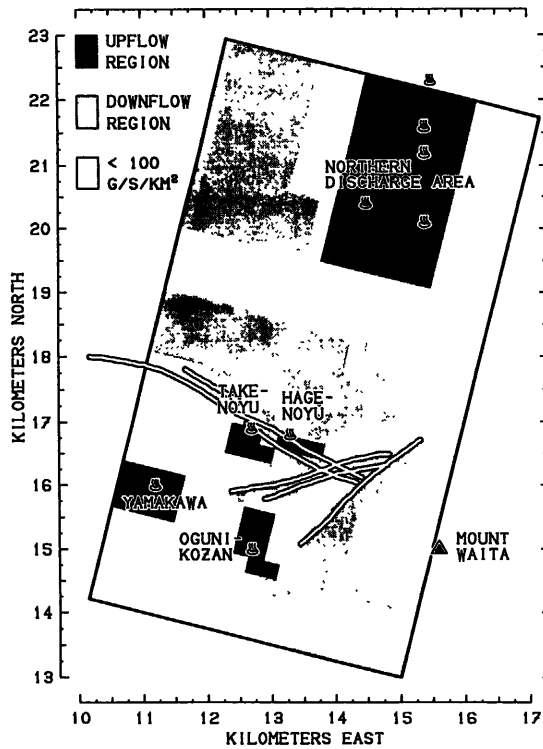 UPFLOW
REGION
DOWNFLOW
REGION
< 100
G/S/KM²
NORTHERN
DISCHARGE AREA
TAKE-
NOYU
HAGE-
NOYU
YAMAKAWA
OGUNI-
KOZAN
MOUNT
WAITA
23
22
21
20
19
18
17
16
15
14
13
KILOMETERS NORTH
10 11 12 13 14 15 16 17
KILOMETERS EAST